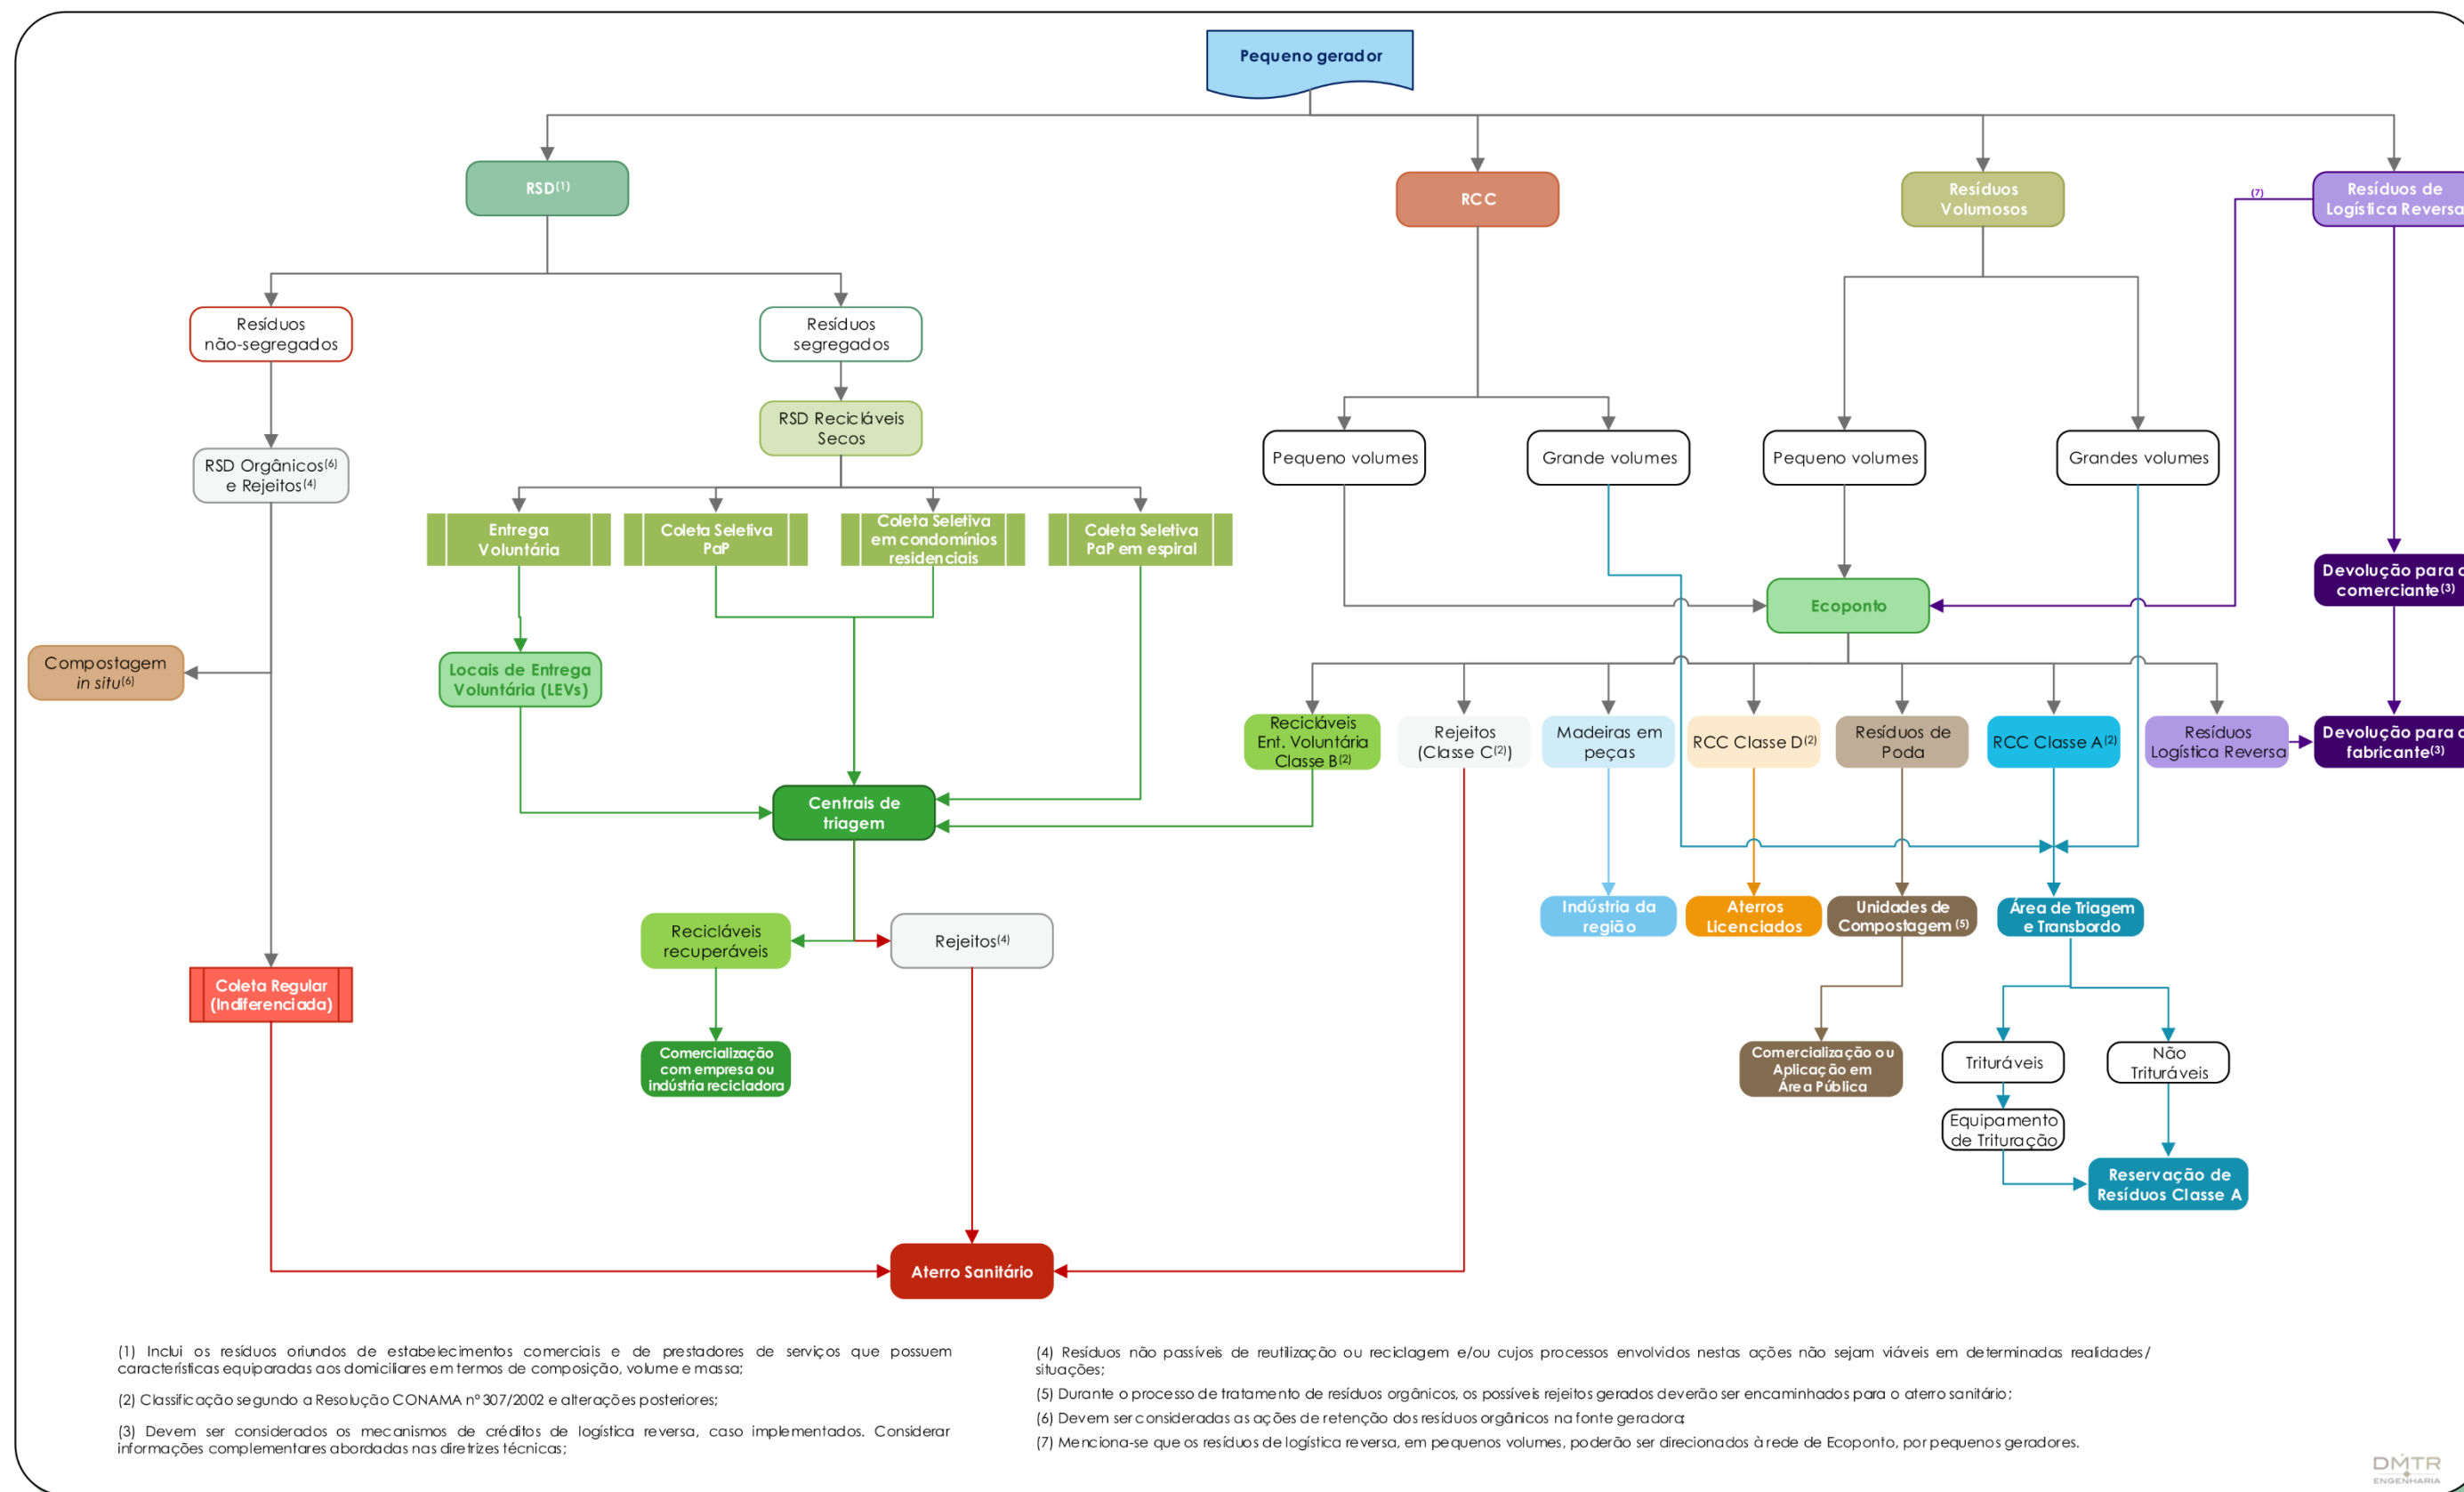 Pequeno gerador
RSD(1)
RCC
Resíduos
Volumosos
Resíduos de
Logística Reversa
(7)
Resíduos
não-segregados
Resíduos
segregados
RSD Recicláveis
Secos
RSD Orgânicos(6)
e Rejeitos(4)
Pequeno volumes
Grande volumes
Pequeno volumes
Grandes volumes
Entrega
Voluntária
Coleta Seletiva
PaP
Coleta Seletiva
em condomínios
residenciais
Coleta Seletiva
PaP em espiral
Devolução para o
comerciante(3)
Ecoponto
Compostagem
in situ(6)
Locais de Entrega
Voluntária (LEVs)
Recicláveis
Ent. Voluntária
Classe B(2)
Rejeitos
(Classe C(2))
Madeiras em
peças
RCC Classe D(2)
Resíduos de
Poda
RCC Classe A(2)
Resíduos
Logística Reversa
Devolução para o
fabricante(3)
Centrais de
triagem
Recicláveis
recuperáveis
Rejeitos(4)
Indústria da
região
Aterros
Licenciados
Unidades de
Compostagem (5)
Área de Triagem
e Transbordo
Coleta Regular
(Indiferenciada)
Comercialização
com empresa ou
indústria recicladora
Comercialização ou
Aplicação em
Área Pública
Trituráveis
Não
Trituráveis
Equipamento
de Trituração
Reservação de
Resíduos Classe A
Aterro Sanitário
(1) Inclui os resíduos oriundos de estabelecimentos comerciais e de prestadores de serviços que possuem
características equiparadas aos domiciliares em termos de composição, volume e massa;
(2) Classificação segundo a Resolução CONAMA nº 307/2002 e alterações posteriores;
(3) Devem ser considerados os mecanismos de créditos de logística reversa, caso implementados. Considerar
informações complementares abordadas nas diretrizes técnicas;
(4) Resíduos não passíveis de reutilização ou reciclagem e/ou cujos processos envolvidos nestas ações não sejam viáveis em determinadas realidades/
situações;
(5) Durante o processo de tratamento de resíduos orgânicos, os possíveis rejeitos gerados deverão ser encaminhados para o aterro sanitário;
(6) Devem ser consideradas as ações de retenção dos resíduos orgânicos na fonte geradora;
(7) Menciona-se que os resíduos de logística reversa, em pequenos volumes, poderão ser direcionados à rede de Ecoponto, por pequenos geradores.
DMTR
ENGENHARIA